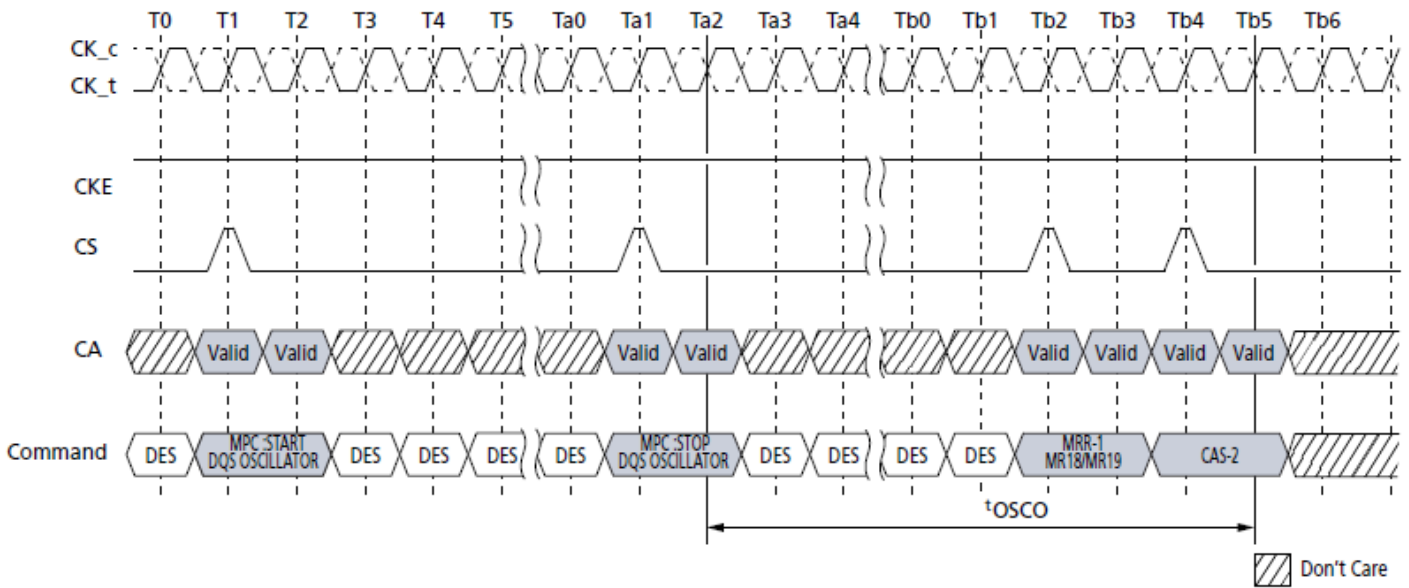 T0 T1 T2 T3 T4 T5 Ta0 Ta1 Ta2 Ta3 Ta4 Tb0 Tb1 Tb2 Tb3 Tb4 Tb5 Tb6
CK_c
CK_t
CKE
CS
CA Valid Valid Valid Valid Valid Valid Valid Valid
Command DES MPC :START DES DES DES DES MPC :STOP DES DES DES DES MRR-1 CAS-2
DQS OSCILLATOR DQS OSCILLATOR MR18/MR19
tOSCO
Don't Care